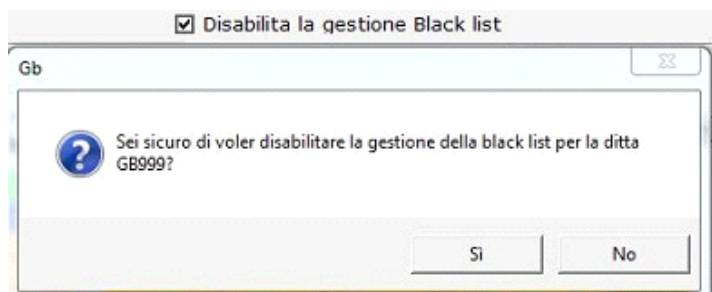 Disabilita la gestione Black list
Gb
Sei sicuro di voler disabilitare la gestione della black list per la ditta
GB999?
Sì
No